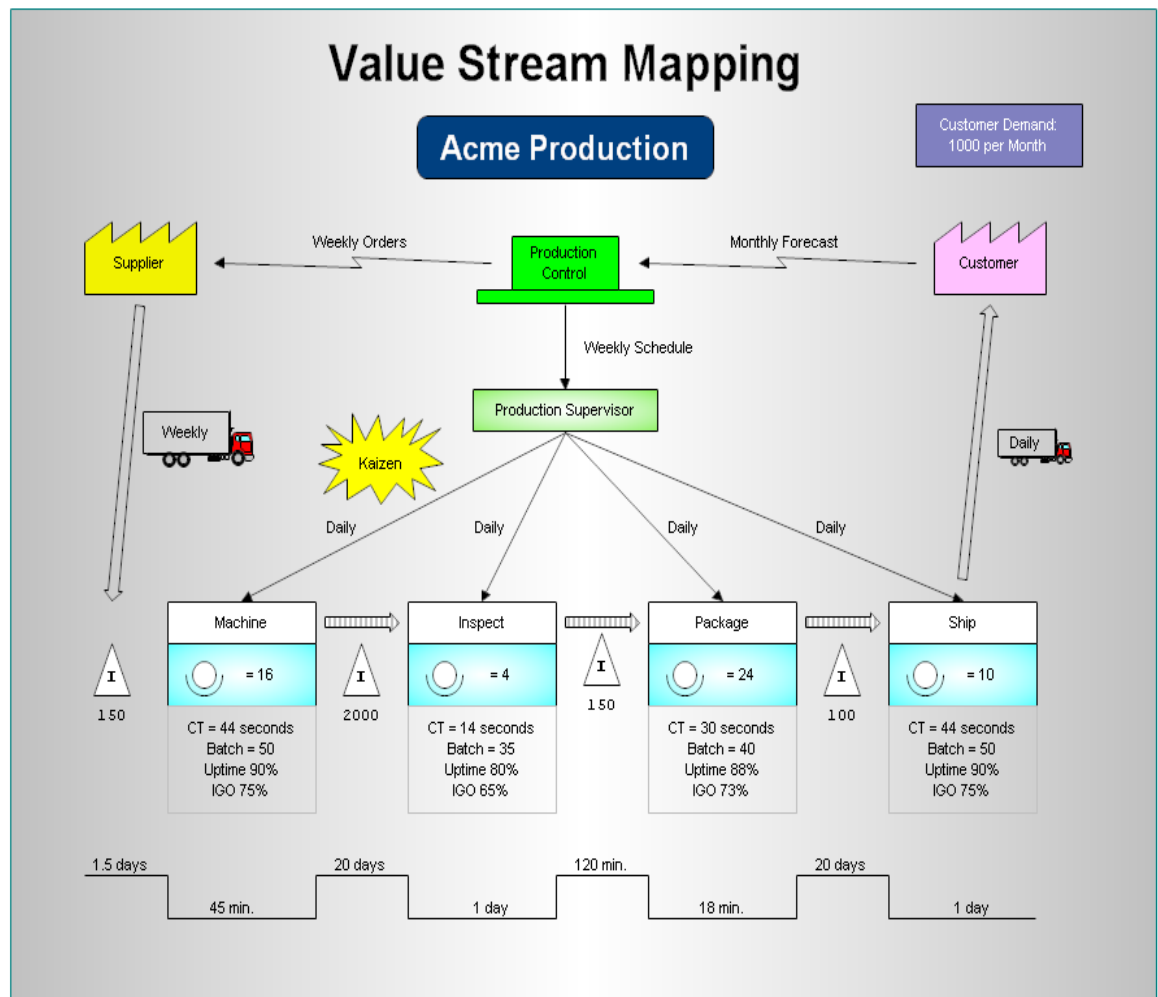 Value Stream Mapping
Acme Production
Customer Demand:
1000 per Month
Supplier
Weekly Orders
Production
Control
Monthly Forecast
Customer
Weekly Schedule
Production Supervisor
Weekly
Kaizen
Daily
Daily
Daily
Daily
Daily
Machine
Inspect
Package
Ship
I
150
= 16
I
2000
= 4
I
150
= 24
I
100
= 10
CT = 44 seconds
Batch = 50
Uptime 90%
IGO 75%
CT = 14 seconds
Batch = 35
Uptime 80%
IGO 65%
CT = 30 seconds
Batch = 40
Uptime 88%
IGO 73%
CT = 44 seconds
Batch = 50
Uptime 90%
IGO 75%
1.5 days
45 min.
20 days
1 day
120 min.
18 min.
20 days
1 day